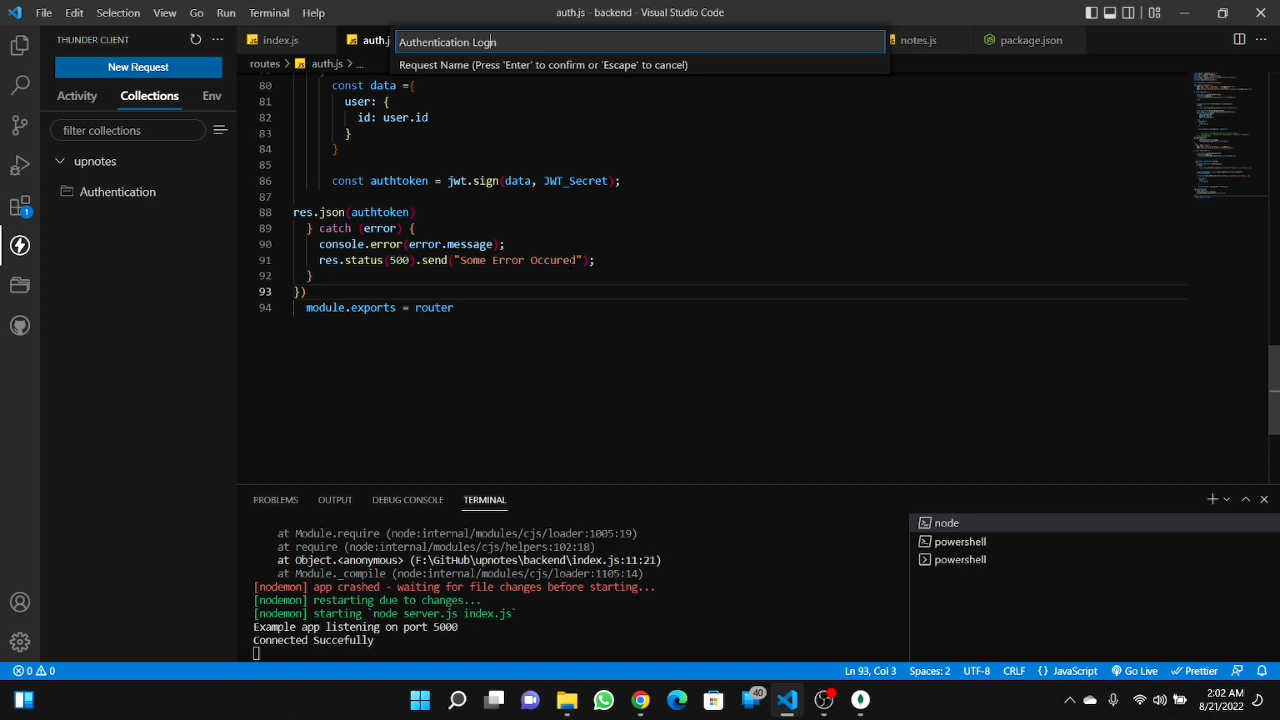 File Edit Selection View Go Run Terminal Help
auth.js - backend - Visual Studio Code
THUNDER CLIENT
New Request
Activity Collections Env
filter collections
upnotes
Authentication
index.js
auth.j
notes.js
package.json
Authentication Login
Request Name (Press 'Enter' to confirm or 'Escape' to cancel)
routes > auth.js > ...
80 const data ={
81 user: {
82 id: user.id
83 }
84 }
85
86 const authtoken = jwt.sign(data, JWT_Secret);
87
88 res.json(authtoken)
89 } catch (error) {
90 console.error(error.message);
91 res.status(500).send("Some Error Occured");
92 }
93 })
94 module.exports = router
PROBLEMS OUTPUT DEBUG CONSOLE TERMINAL
at Module.require (node:internal/modules/cjs/loader:1005:19)
at require (node:internal/modules/cjs/helpers:102:18)
at Object.<anonymous> (F:\GitHub\upnotes\backend\index.js:11:21)
at Module._compile (node:internal/modules/cjs/loader:1105:14)
[nodemon] app crashed - waiting for file changes before starting...
[nodemon] restarting due to changes...
[nodemon] starting `node server.js index.js`
Example app listening on port 5000
Connected Succefully
node
powershell
powershell
1
0 0
Ln 93, Col 3
Spaces: 2
UTF-8
CRLF
{ } JavaScript
Go Live
Prettier
40
2:02 AM
8/21/2022